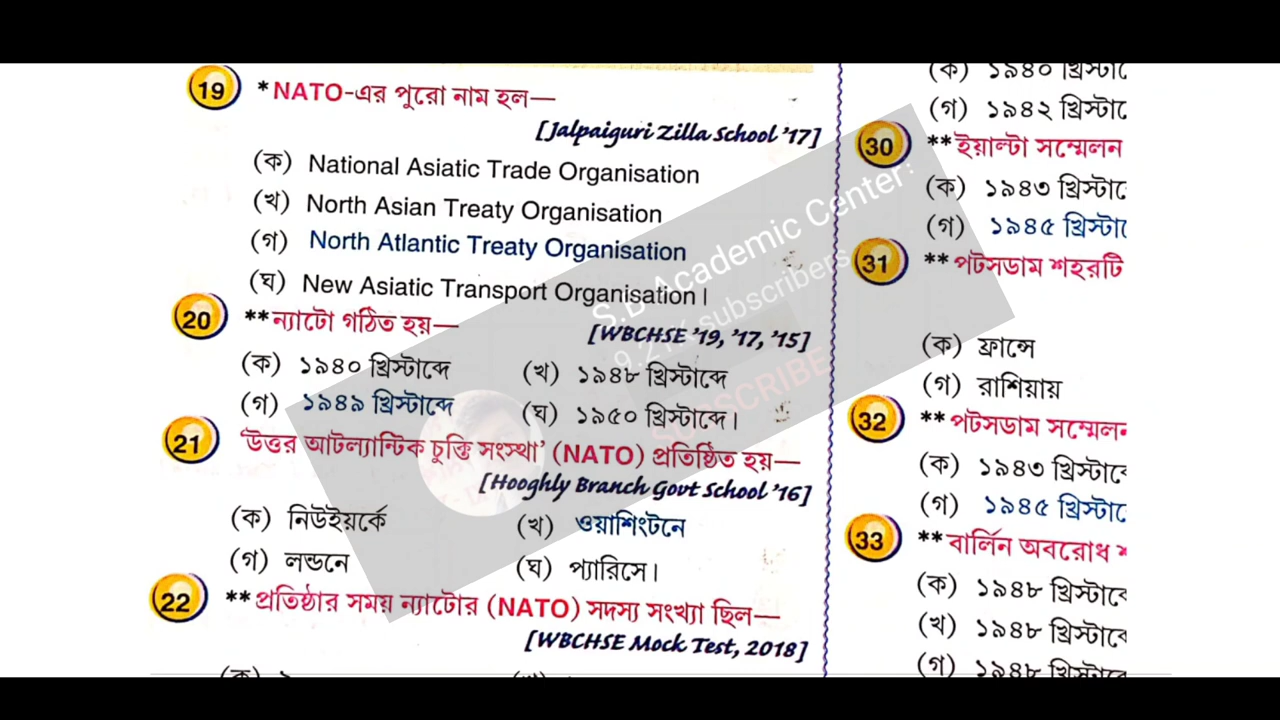 19 *NATO-এর পুরো নাম হল—
[Jalpaiguri Zilla School '17]
(ক) National Asiatic Trade Organisation
(খ) North Asian Treaty Organisation
(গ) North Atlantic Treaty Organisation
(ঘ) New Asiatic Transport Organisation।
20 **ন্যাটো গঠিত হয়—
[WBCHSE '19, '17, '15]
(ক) ১৯৪০ খ্রিস্টাব্দে (খ) ১৯৪৮ খ্রিস্টাব্দে
(গ) ১৯৪৯ খ্রিস্টাব্দে (ঘ) ১৯৫০ খ্রিস্টাব্দে।
21 'উত্তর আটল্যান্টিক চুক্তি সংস্থা' (NATO) প্রতিষ্ঠিত হয়—
[Hooghly Branch Govt School '16]
(ক) নিউইয়র্কে (খ) ওয়াশিংটনে
(গ) লন্ডনে (ঘ) প্যারিসে।
22 **প্রতিষ্ঠার সময় ন্যাটোর (NATO) সদস্য সংখ্যা ছিল—
[WBCHSE Mock Test, 2018]
(ক) ১৯৪০
(গ) ১৯৪২
30 **ইয়াল্টা সম্মেলন
(ক) ১৯৪৩
(গ) ১৯৪৫
31 **পটসডাম শহরটি
(ক) ফ্রান্সে
(গ) রাশিয়ায়
32 **পটসডাম সম্মেলন
(ক) ১৯৪৩
(গ) ১৯৪৫
33 **বার্লিন অবরোধ
(ক) ১৯৪৮
(খ) ১৯৪৮
(গ) ১৯৪৮
S.B Academic Center
subscribers
SUBSCRIBE